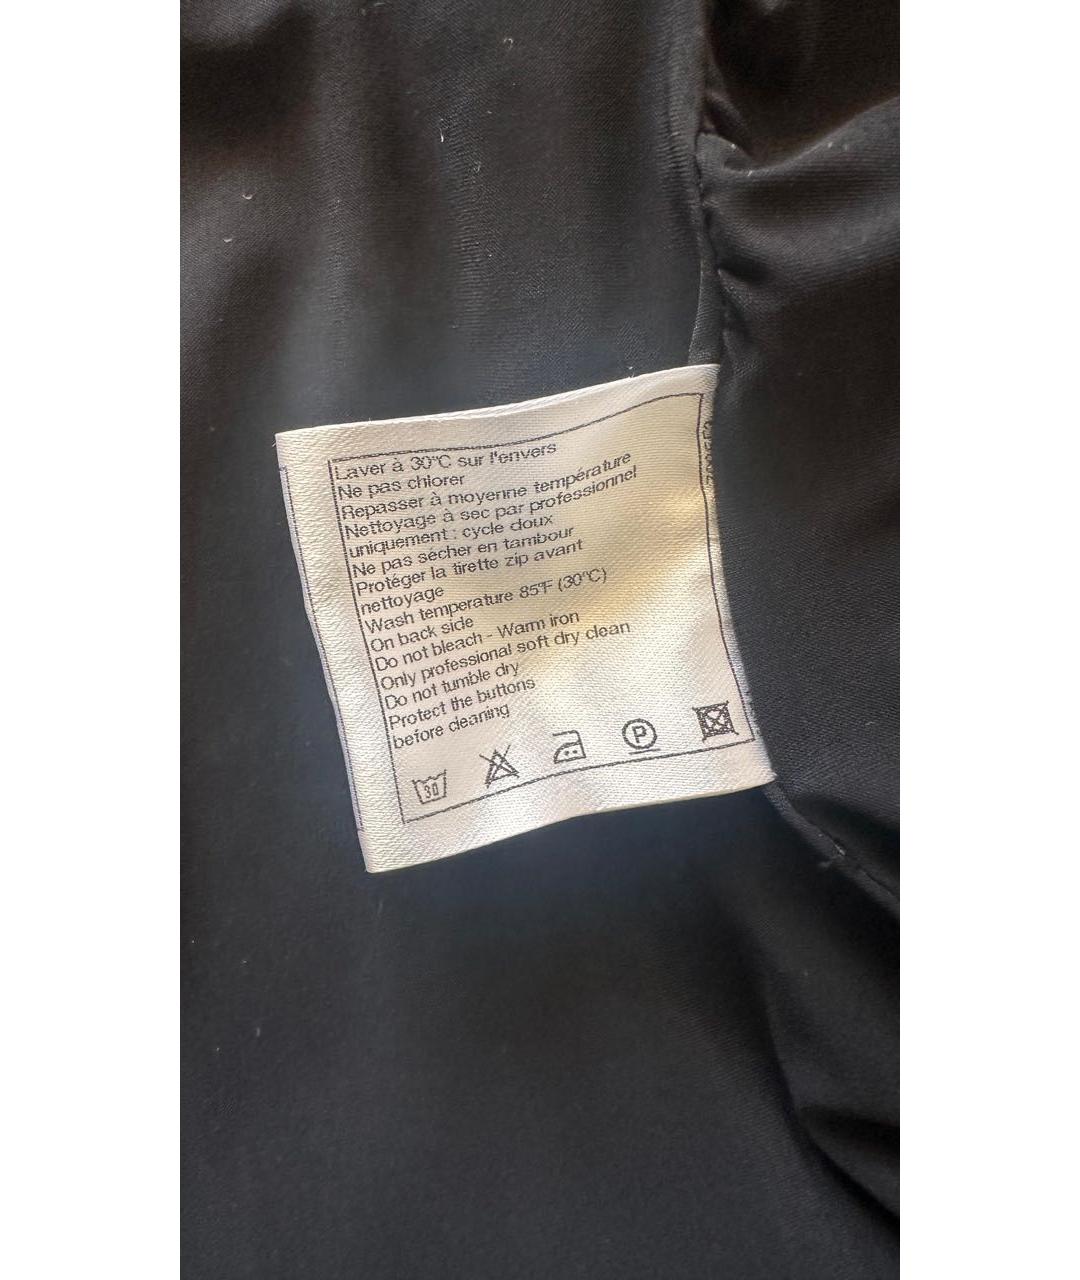 Laver à 30°C sur l'envers
Ne pas chlorer
Repasser à moyenne température
Nettoyage à sec par professionnel
uniquement : cycle doux
Ne pas sécher en tambour
Protéger la tirette zip avant
nettoyage
Wash temperature 85°F (30°C)
On back side
Do not bleach - Warm iron
Only professional soft dry clean
Do not tumble dry
Protect the buttons
before cleaning
30
P